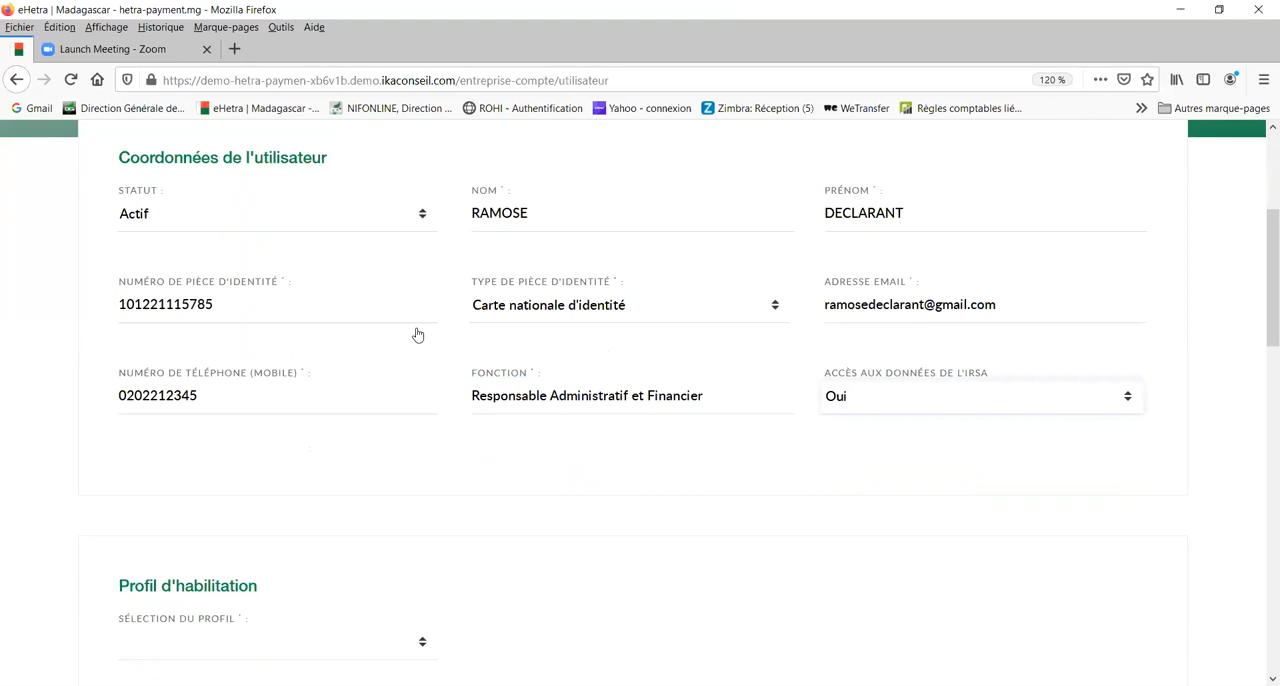 eHetra | Madagascar - hetra-payment.mg - Mozilla Firefox
Fichier Édition Affichage Historique Marque-pages Outils Aide
Launch Meeting - Zoom
https://demo-hetra-paymen-xb6v1b.demo.ikaconseil.com/entreprise-compte/utilisateur 120 %
Gmail Direction Générale de... eHetra | Madagascar -... NIFONLINE, Direction ... ROHI - Authentification Yahoo - connexion Zimbra: Réception (5) WeTransfer Règles comptables lié... Autres marque-pages
Coordonnées de l'utilisateur
STATUT : NOM * : PRÉNOM * :
Actif RAMOSE DECLARANT
NUMÉRO DE PIÈCE D'IDENTITÉ * : TYPE DE PIÈCE D'IDENTITÉ * : ADRESSE EMAIL * :
101221115785 Carte nationale d'identité ramosedeclarant@gmail.com
NUMÉRO DE TÉLÉPHONE (MOBILE) * : FONCTION * : ACCÈS AUX DONNÉES DE L'IRSA
0202212345 Responsable Administratif et Financier Oui
:
Profil d'habilitation
SÉLECTION DU PROFIL * :